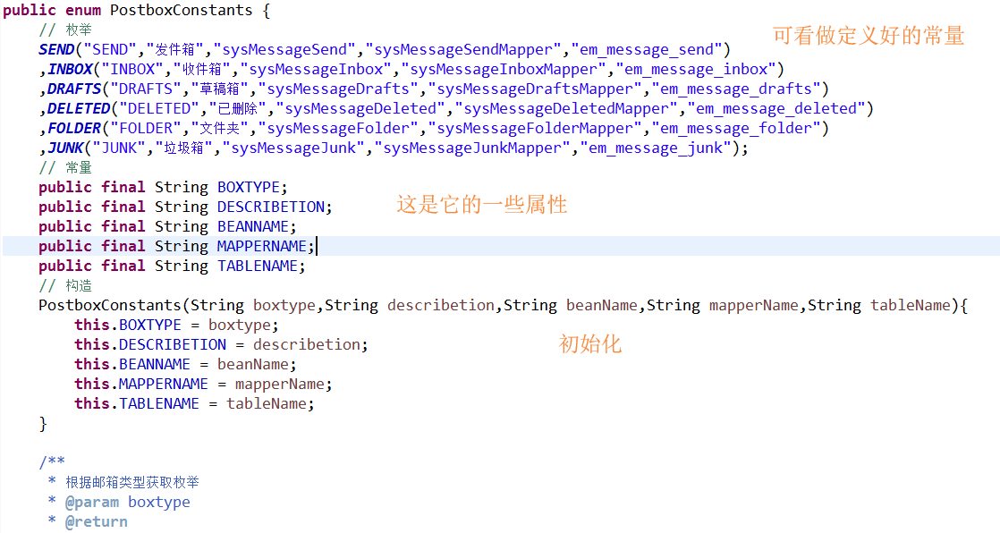 public enum PostboxConstants {
// 枚举
可看做定义好的常量
SEND("SEND","发件箱","sysMessageSend","sysMessageSendMapper","em_message_send")
,INBOX("INBOX","收件箱","sysMessageInbox","sysMessageInboxMapper","em_message_inbox")
,DRAFTS("DRAFTS","草稿箱","sysMessageDrafts","sysMessageDraftsMapper","em_message_drafts")
,DELETED("DELETED","已删除","sysMessageDeleted","sysMessageDeletedMapper","em_message_deleted")
,FOLDER("FOLDER","文件夹","sysMessageFolder","sysMessageFolderMapper","em_message_folder")
,JUNK("JUNK","垃圾箱","sysMessageJunk","sysMessageJunkMapper","em_message_junk");
// 常量
public final String BOXTYPE;
public final String DESCRIBETION;
这是它的一些属性
public final String BEANNAME;
public final String MAPPERNAME;
public final String TABLENAME;
// 构造
PostboxConstants(String boxtype,String describetion,String beanName,String mapperName,String tableName){
this.BOXTYPE = boxtype;
this.DESCRIBETION = describetion;
初始化
this.BEANNAME = beanName;
this.MAPPERNAME = mapperName;
this.TABLENAME = tableName;
}
/**
* 根据邮箱类型获取枚举
* @param boxtype
* @return